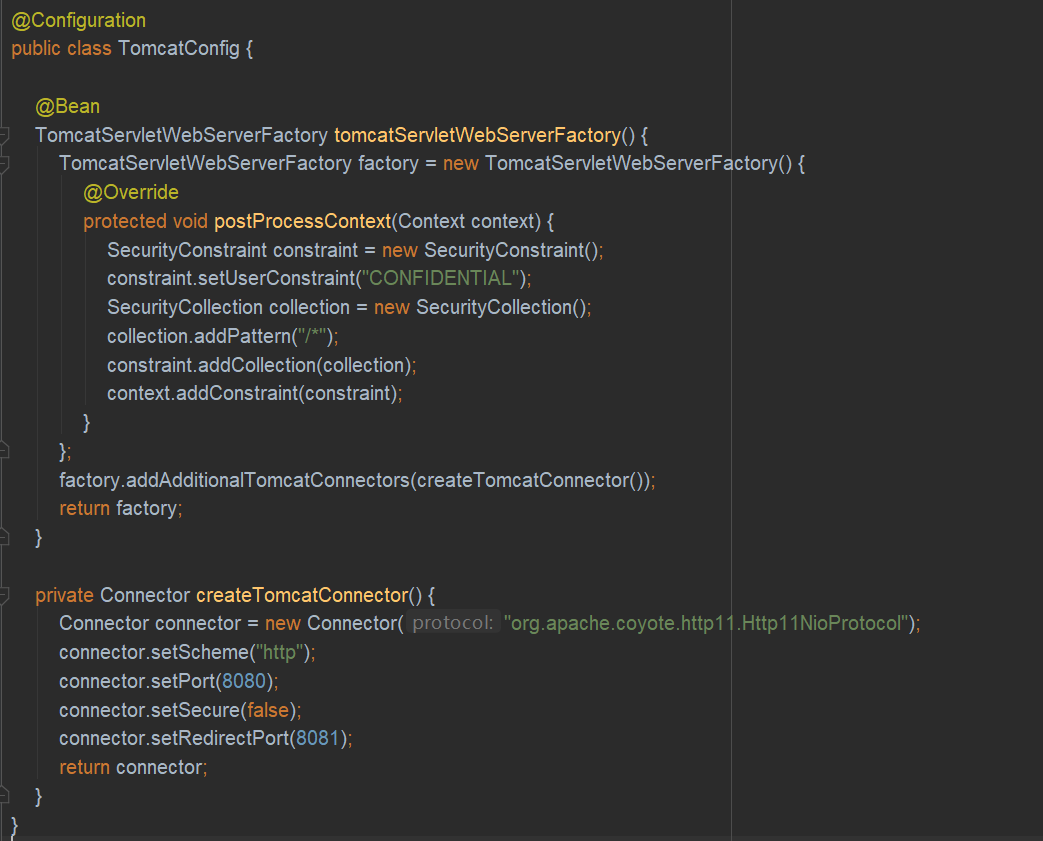 @Configuration
public class TomcatConfig {
@Bean
TomcatServletWebServerFactory tomcatServletWebServerFactory() {
TomcatServletWebServerFactory factory = new TomcatServletWebServerFactory() {
@Override
protected void postProcessContext(Context context) {
SecurityConstraint constraint = new SecurityConstraint();
constraint.setUserConstraint("CONFIDENTIAL");
SecurityCollection collection = new SecurityCollection();
collection.addPattern("/*");
constraint.addCollection(collection);
context.addConstraint(constraint);
}
};
factory.addAdditionalTomcatConnectors(createTomcatConnector());
return factory;
}
private Connector createTomcatConnector() {
Connector connector = new Connector( protocol: "org.apache.coyote.http11.Http11NioProtocol");
connector.setScheme("http");
connector.setPort(8080);
connector.setSecure(false);
connector.setRedirectPort(8081);
return connector;
}
}